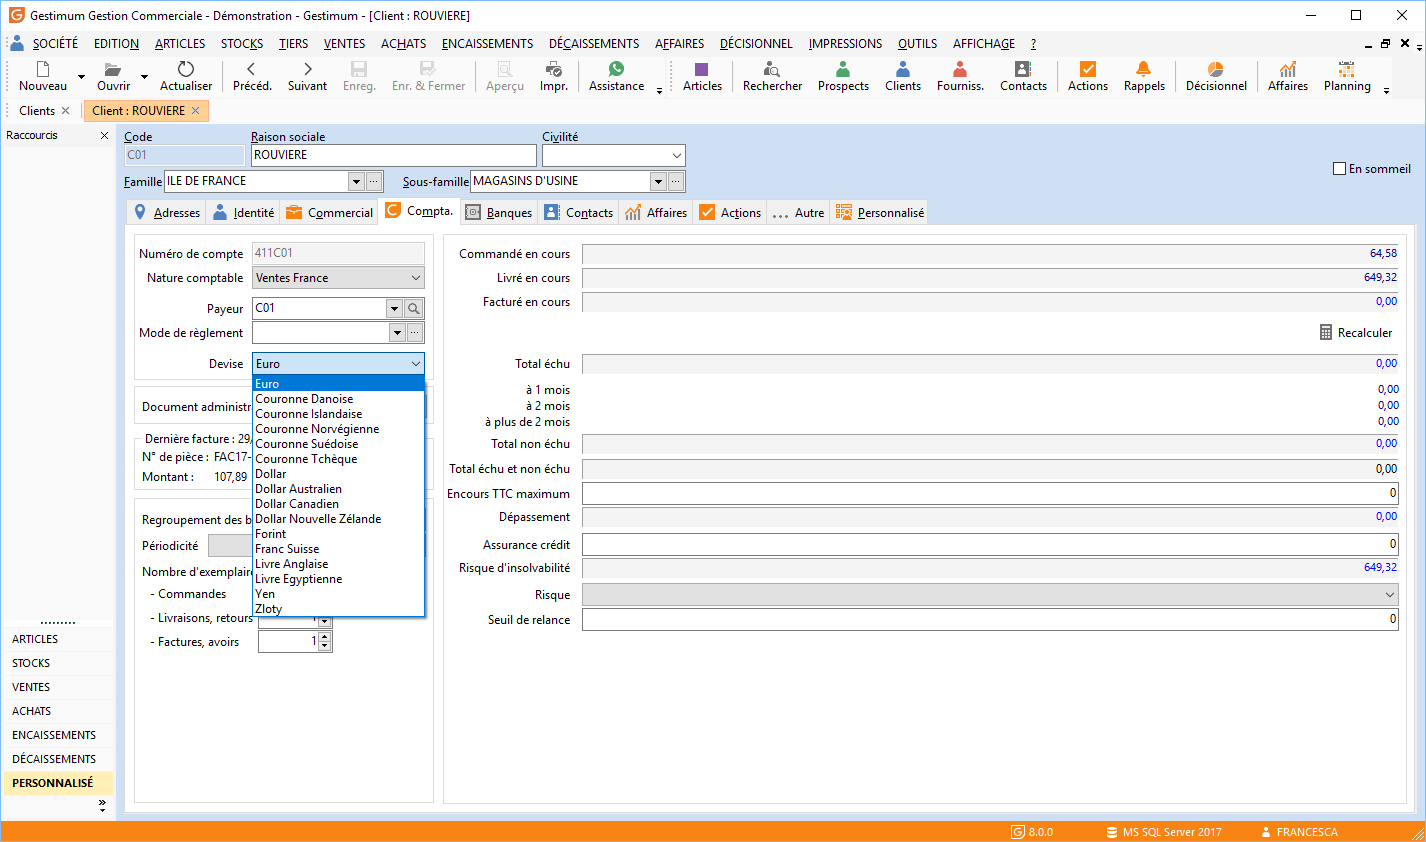 Gestimum Gestion Commerciale - Démonstration - Gestimum - [Client : ROUVIERE]
SOCIÉTÉ EDITION ARTICLES STOCKS TIERS VENTES ACHATS ENCAISSEMENTS DÉCAISSEMENTS AFFAIRES DÉCISIONNEL IMPRESSIONS OUTILS AFFICHAGE ?
Nouveau Ouvrir Actualiser Précéd. Suivant Enreg. Enr. & Fermer Aperçu Impr. Assistance Articles Rechercher Prospects Clients Fourniss. Contacts Actions Rappels Décisionnel Affaires Planning
Clients Client : ROUVIERE
Raccourcis
Code Raison sociale Civilité
C01 ROUVIERE
En sommeil
Famille ILE DE FRANCE Sous-famille MAGASINS D'USINE
Adresses Identité Commercial Compta. Banques Contacts Affaires Actions ... Autre Personnalisé
Numéro de compte 411C01
Nature comptable Ventes France
Payeur C01
Mode de règlement
Devise Euro
Euro
Couronne Danoise
Couronne Islandaise
Couronne Norvégienne
Couronne Suédoise
Couronne Tchèque
Dollar
Dollar Australien
Dollar Canadien
Dollar Nouvelle Zélande
Forint
Franc Suisse
Livre Anglaise
Livre Egyptienne
Yen
Zloty
Document administr
Dernière facture : 29/
N° de pièce : FAC17-
Montant : 107,89
Regroupement des b
Périodicité
Nombre d'exemplaire
- Commandes
- Livraisons, retours 1
- Factures, avoirs 1
Commandé en cours 64,58
Livré en cours 649,32
Facturé en cours 0,00
Recalculer
Total échu 0,00
à 1 mois 0,00
à 2 mois 0,00
à plus de 2 mois 0,00
Total non échu 0,00
Total échu et non échu 0,00
Encours TTC maximum 0
Dépassement 0,00
Assurance crédit 0
Risque d'insolvabilité 649,32
Risque
Seuil de relance 0
ARTICLES
STOCKS
VENTES
ACHATS
ENCAISSEMENTS
DÉCAISSEMENTS
PERSONNALISÉ
8.0.0 MS SQL Server 2017 FRANCESCA